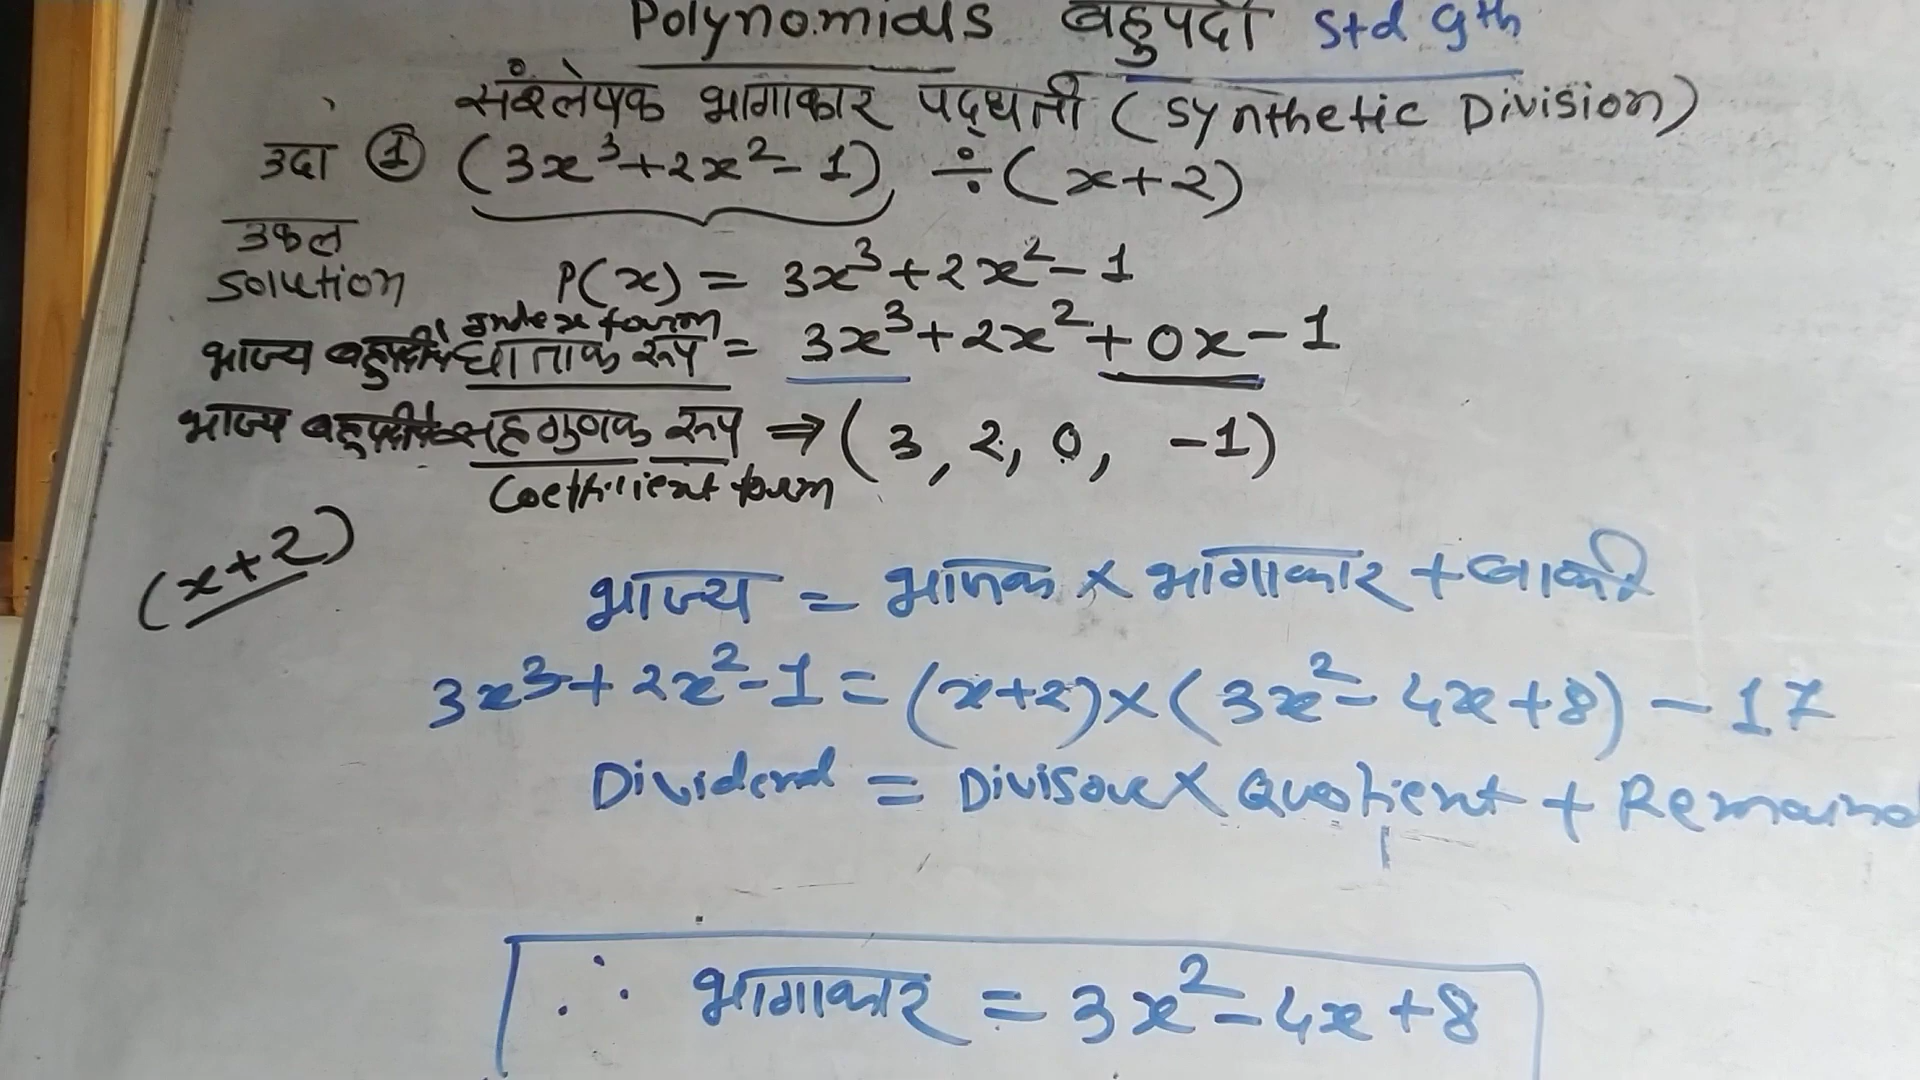 Polynomials बहुपदी Std 9th
संश्लेषक भागाकार पद्धती (Synthetic Division)
उदा ① (3x³+2x²-1) ÷ (x+2)
उकल
Solution P(x) = 3x³+2x²-1
index form
भाज्य बहुपदीचे घातांक रूप = 3x³+2x²+0x-1
भाज्य बहुपदीचे सहगुणक रूप ⇒ (3, 2, 0, -1)
Coefficient form
(x+2)
भाज्य = भाजक × भागाकार + बाकी
3x³+2x²-1 = (x+2)×(3x²-4x+8) - 17
Dividend = Divisor × Quotient + Remaind
∴ भागाकार = 3x²-4x+8